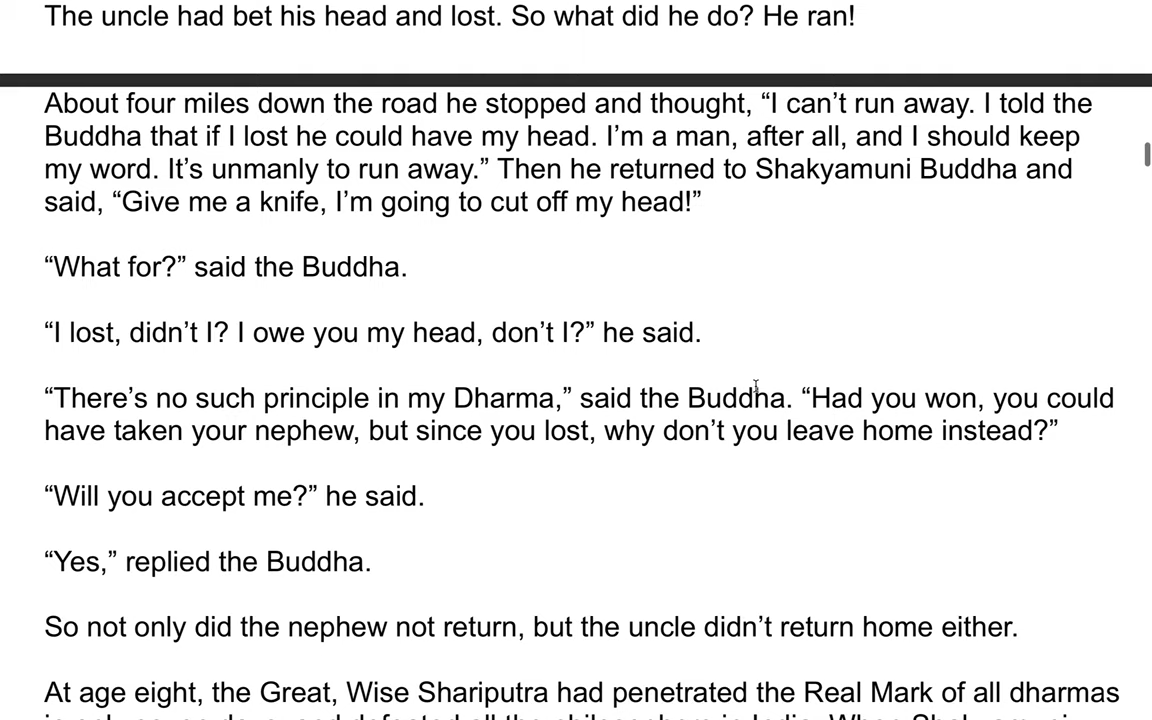 The uncle had bet his head and lost. So what did he do? He ran!
About four miles down the road he stopped and thought, “I can’t run away. I told the
Buddha that if I lost he could have my head. I’m a man, after all, and I should keep
my word. It’s unmanly to run away.” Then he returned to Shakyamuni Buddha and
said, “Give me a knife, I’m going to cut off my head!”
“What for?” said the Buddha.
“I lost, didn’t I? I owe you my head, don’t I?” he said.
“There’s no such principle in my Dharma,” said the Buddha. “Had you won, you could
have taken your nephew, but since you lost, why don’t you leave home instead?”
“Will you accept me?” he said.
“Yes,” replied the Buddha.
So not only did the nephew not return, but the uncle didn’t return home either.
At age eight, the Great, Wise Shariputra had penetrated the Real Mark of all dharmas